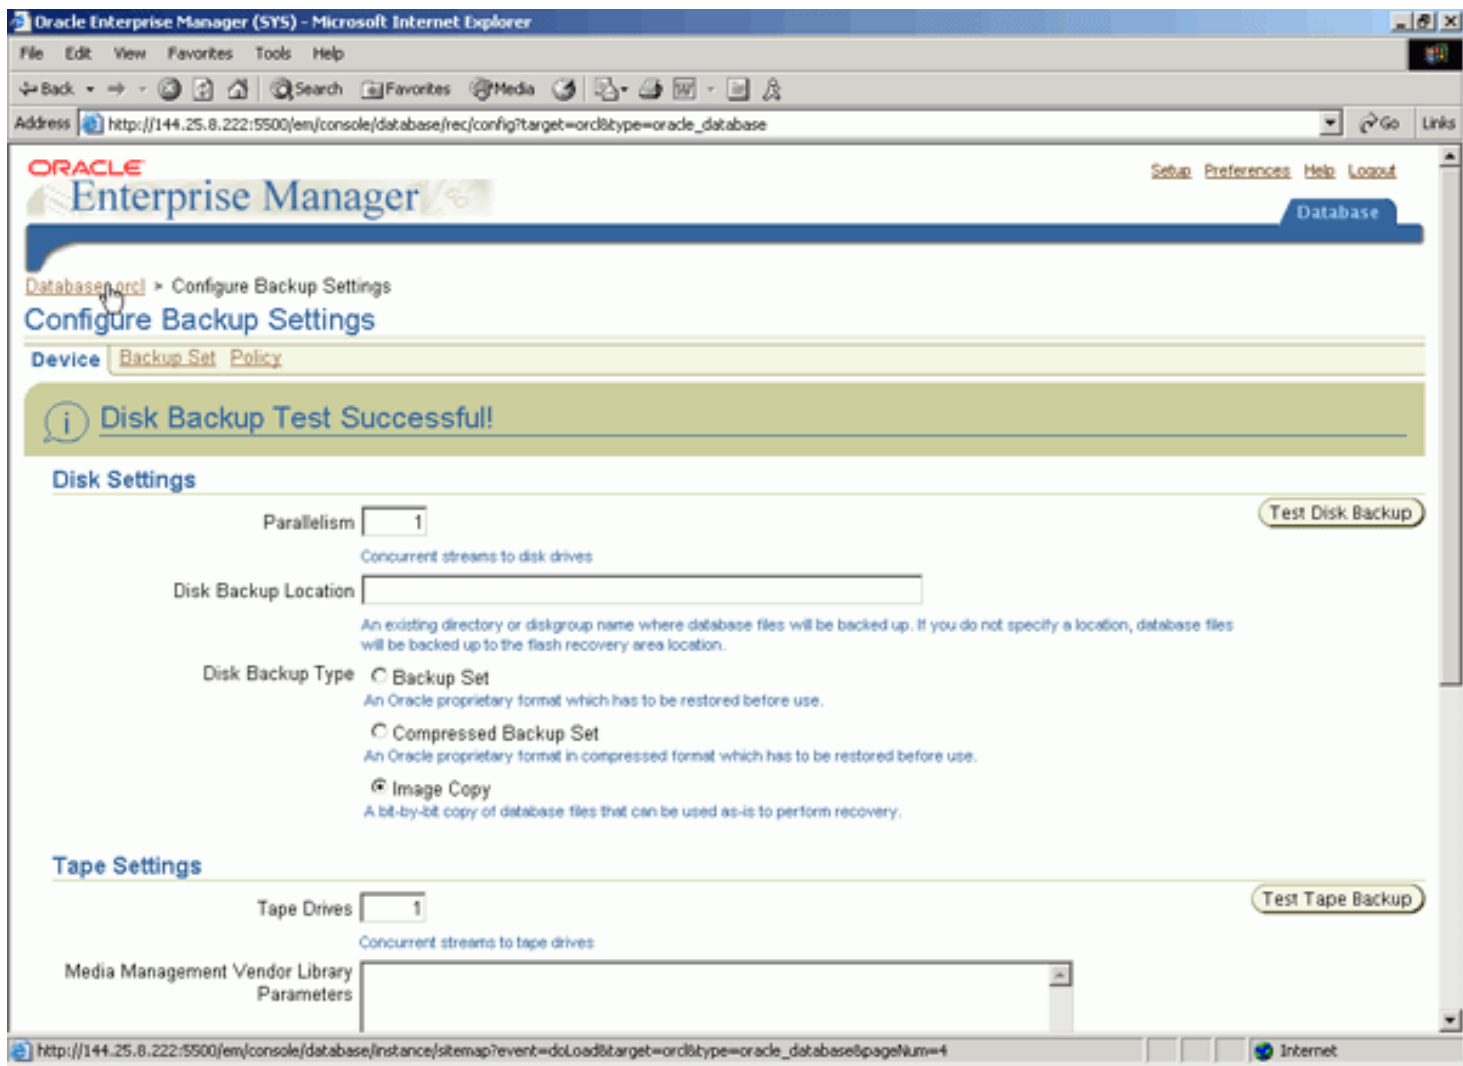 Oracle Enterprise Manager (SYS) - Microsoft Internet Explorer
File Edit View Favorites Tools Help
Back Search Favorites Media
Address http://144.25.8.222:5500/em/console/database/rec/config?target=orcl&type=oracle_database Go Links
ORACLE
Enterprise Manager
Setup Preferences Help Logout
Database
Database: orcl > Configure Backup Settings
Configure Backup Settings
Device Backup Set Policy
Disk Backup Test Successful!
Disk Settings
Test Disk Backup
Parallelism 1
Concurrent streams to disk drives
Disk Backup Location
An existing directory or diskgroup name where database files will be backed up. If you do not specify a location, database files
will be backed up to the flash recovery area location.
Disk Backup Type Backup Set
An Oracle proprietary format which has to be restored before use.
Compressed Backup Set
An Oracle proprietary format in compressed format which has to be restored before use.
Image Copy
A bit-by-bit copy of database files that can be used as-is to perform recovery.
Tape Settings
Test Tape Backup
Tape Drives 1
Concurrent streams to tape drives
Media Management Vendor Library
Parameters
http://144.25.8.222:5500/em/console/database/instance/sitemap?event=doLoad&target=orcl&type=oracle_database&pageNum=4 Internet